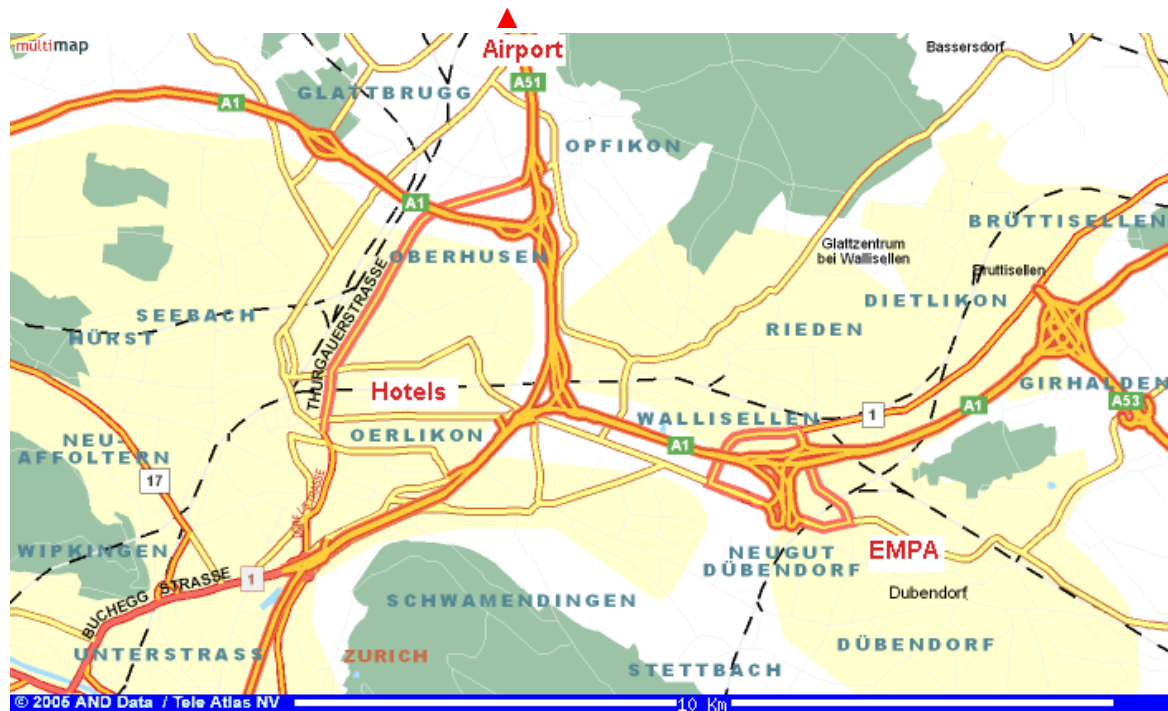 multimap
Airport
Bassersdorf
A51
GLATTBRUGG
A1
OPFIKON
A1
BRÜTTISELLEN
OBERHUSEN
Glattzentrum
bei Wallisellen
Bruttisellen
DIETLIKON
SEEBACH
HÜRST
RIEDEN
THURGAUERSTRASSE
Hotels
GIRHALDEN
A53
A1
1
WALLISELLEN
OERLIKON
A1
NEU-
AFFOLTERN
17
WIPKINGEN
EMPA
NEUGUT
DÜBENDORF
1
BUCHEGG STRASSE
SCHWAMENDINGEN
Dubendorf
DÜBENDORF
UNTERSTRASS
ZURICH
STETTBACH
© 2005 AND Data / Tele Atlas NV
10 Km